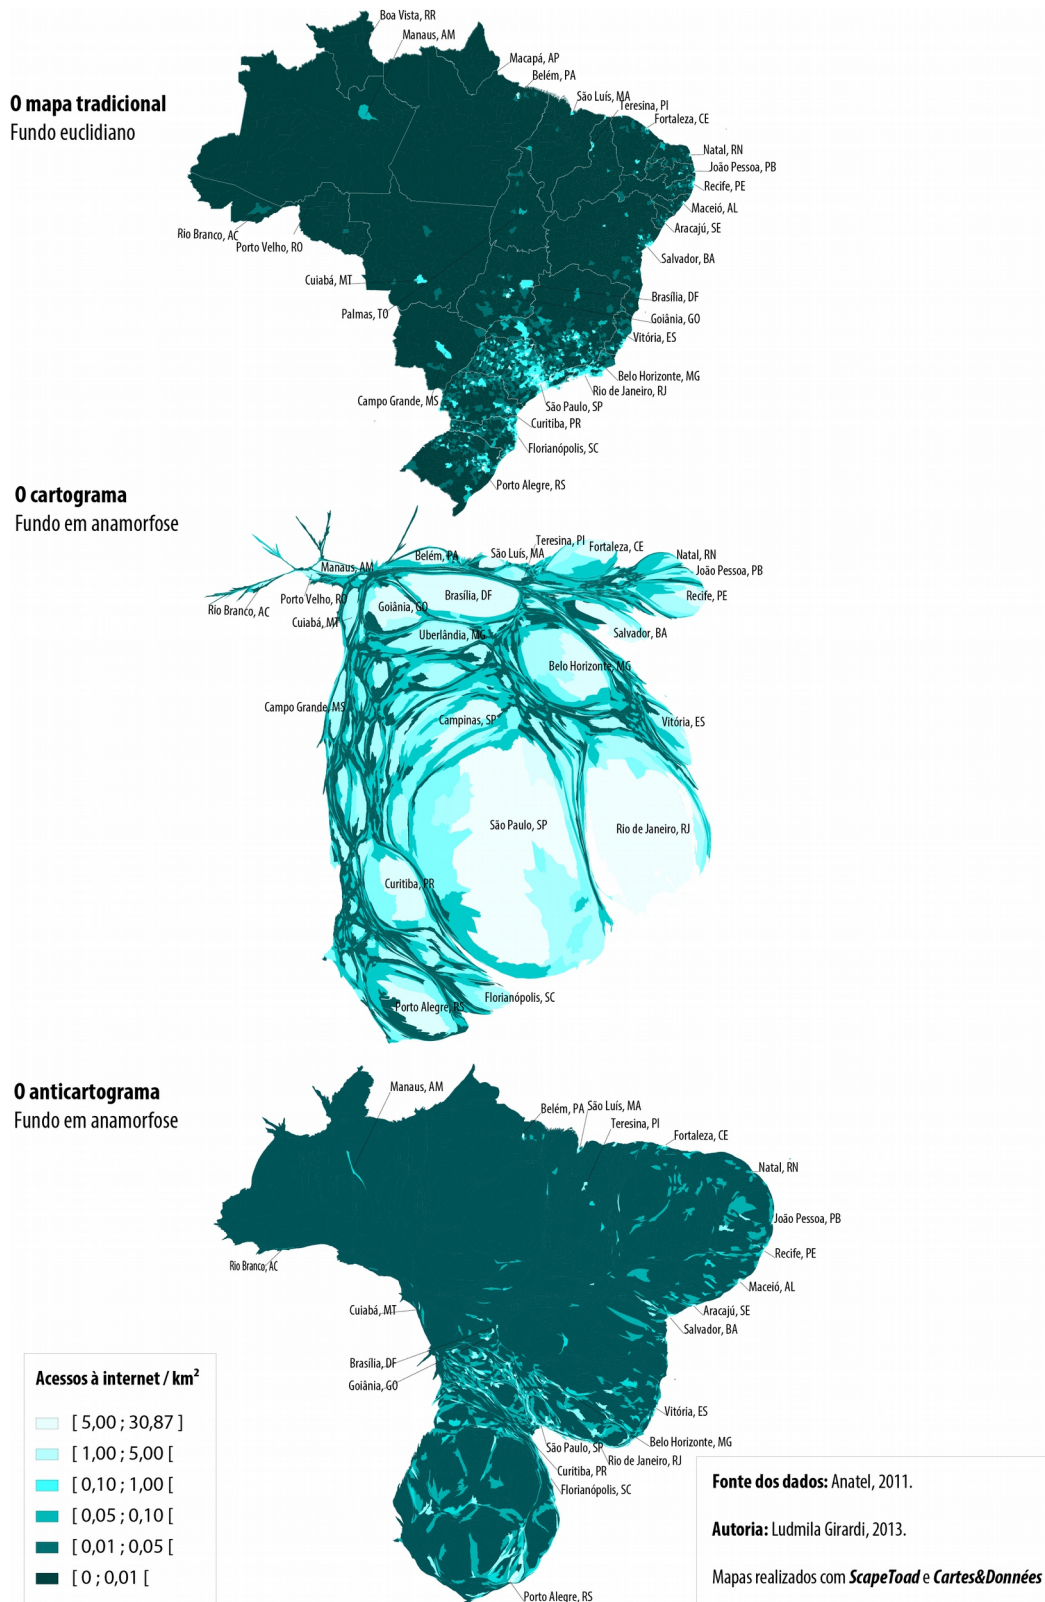 Boa Vista, RR
Manaus, AM
Macapá, AP
Belém, PA
São Luís, MA
Teresina, PI
Fortaleza, CE
O mapa tradicional
Fundo euclidiano
Natal, RN
João Pessoa, PB
Recife, PE
Maceió, AL
Aracajú, SE
Rio Branco, AC
Porto Velho, RO
Salvador, BA
Cuiabá, MT
Brasília, DF
Palmas, TO
Goiânia, GO
Vitória, ES
Belo Horizonte, MG
Rio de Janeiro, RJ
Campo Grande, MS
São Paulo, SP
Curitiba, PR
Florianópolis, SC
Porto Alegre, RS
O cartograma
Fundo em anamorfose
Teresina, PI
Fortaleza, CE
Belém, PA
São Luís, MA
Natal, RN
Manaus, AM
João Pessoa, PB
Porto Velho, RO
Brasília, DF
Recife, PE
Rio Branco, AC
Goiânia, GO
Cuiabá, MT
Uberlândia, MG
Salvador, BA
Belo Horizonte, MG
Campo Grande, MS
Campinas, SP
Vitória, ES
São Paulo, SP
Rio de Janeiro, RJ
Curitiba, PR
Florianópolis, SC
Porto Alegre, RS
O anticartograma
Fundo em anamorfose
Manaus, AM
Belém, PA
São Luís, MA
Teresina, PI
Fortaleza, CE
Natal, RN
João Pessoa, PB
Recife, PE
Rio Branco, AC
Maceió, AL
Cuiabá, MT
Aracajú, SE
Salvador, BA
Brasília, DF
Goiânia, GO
Vitória, ES
Belo Horizonte, MG
São Paulo, SP
Rio de Janeiro, RJ
Curitiba, PR
Florianópolis, SC
Porto Alegre, RS
Acessos à internet / km²
[ 5,00 ; 30,87 ]
[ 1,00 ; 5,00 [
[ 0,10 ; 1,00 [
[ 0,05 ; 0,10 [
[ 0,01 ; 0,05 [
[ 0 ; 0,01 [
Fonte dos dados: Anatel, 2011.
Autoria: Ludmila Girardi, 2013.
Mapas realizados com ScapeToad e Cartes&Données